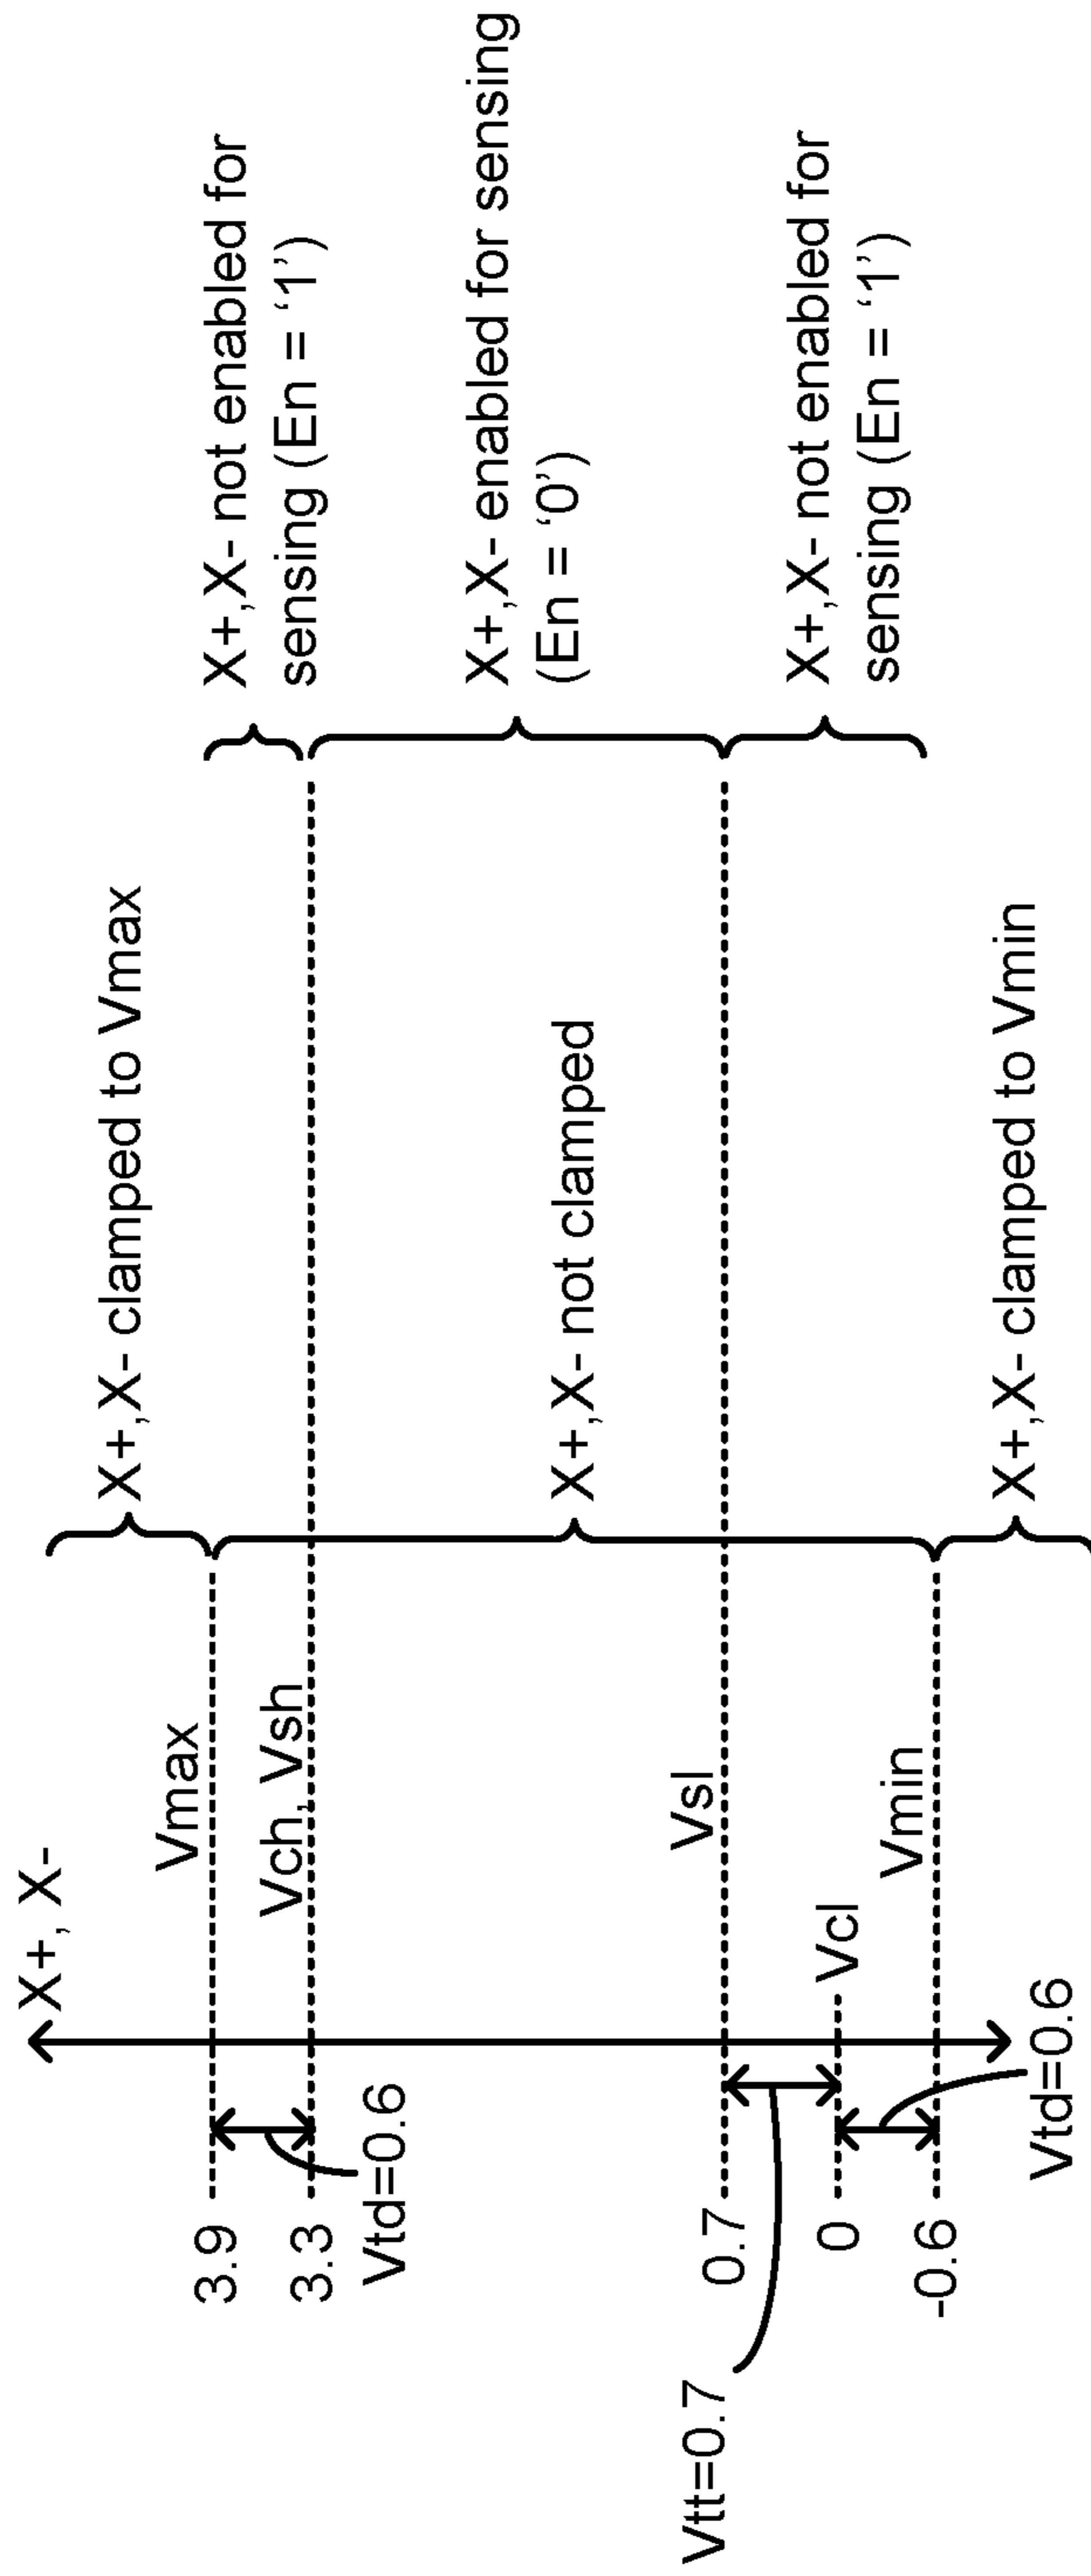 X+, X-
X+,X- clamped to Vmax
Vmax
3.9
X+,X- not enabled for
sensing (En = ‘1’)
Vch, Vsh
3.3
Vtd=0.6
X+,X- enabled for sensing
(En = ‘0’)
X+,X- not clamped
Vsl
0.7
Vtt=0.7
X+,X- not enabled for
sensing (En = ‘1’)
Vcl
0
Vmin
-0.6
X+,X- clamped to Vmin
Vtd=0.6